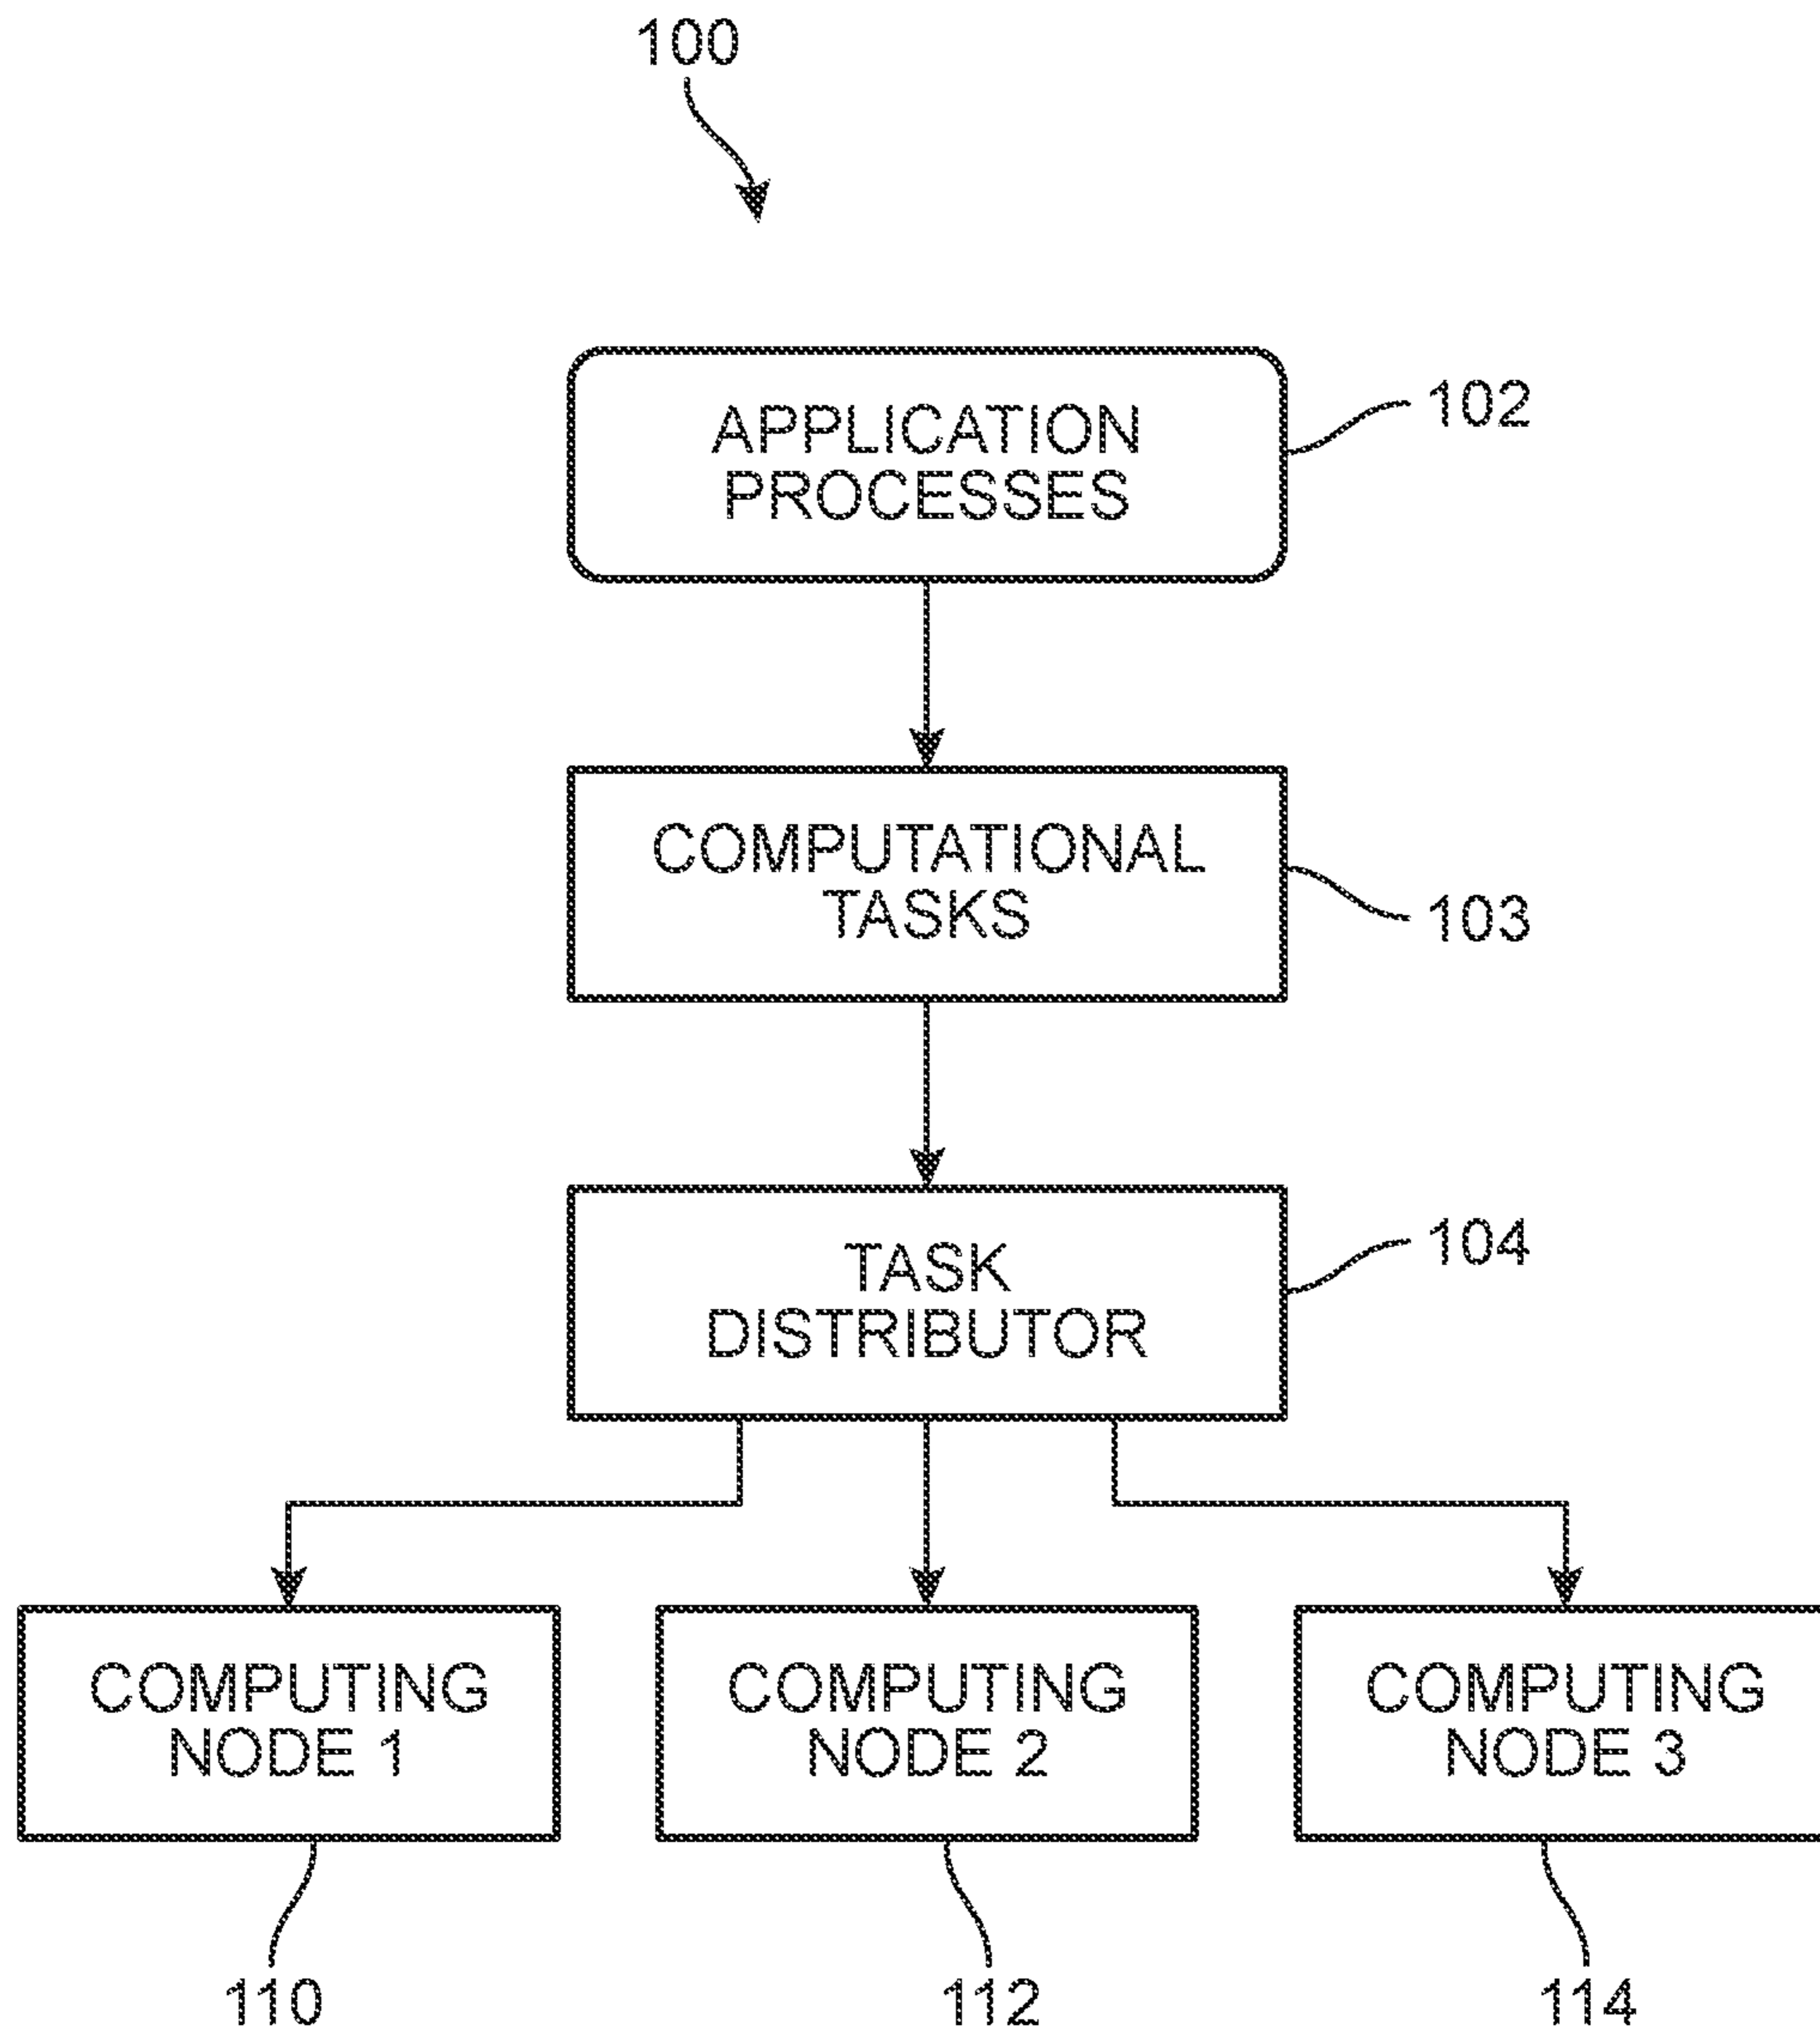 100
APPLICATION
PROCESSES
102
COMPUTATIONAL
TASKS
103
TASK
DISTRIBUTOR
104
COMPUTING
NODE 1
COMPUTING
NODE 2
COMPUTING
NODE 3
110
112
114